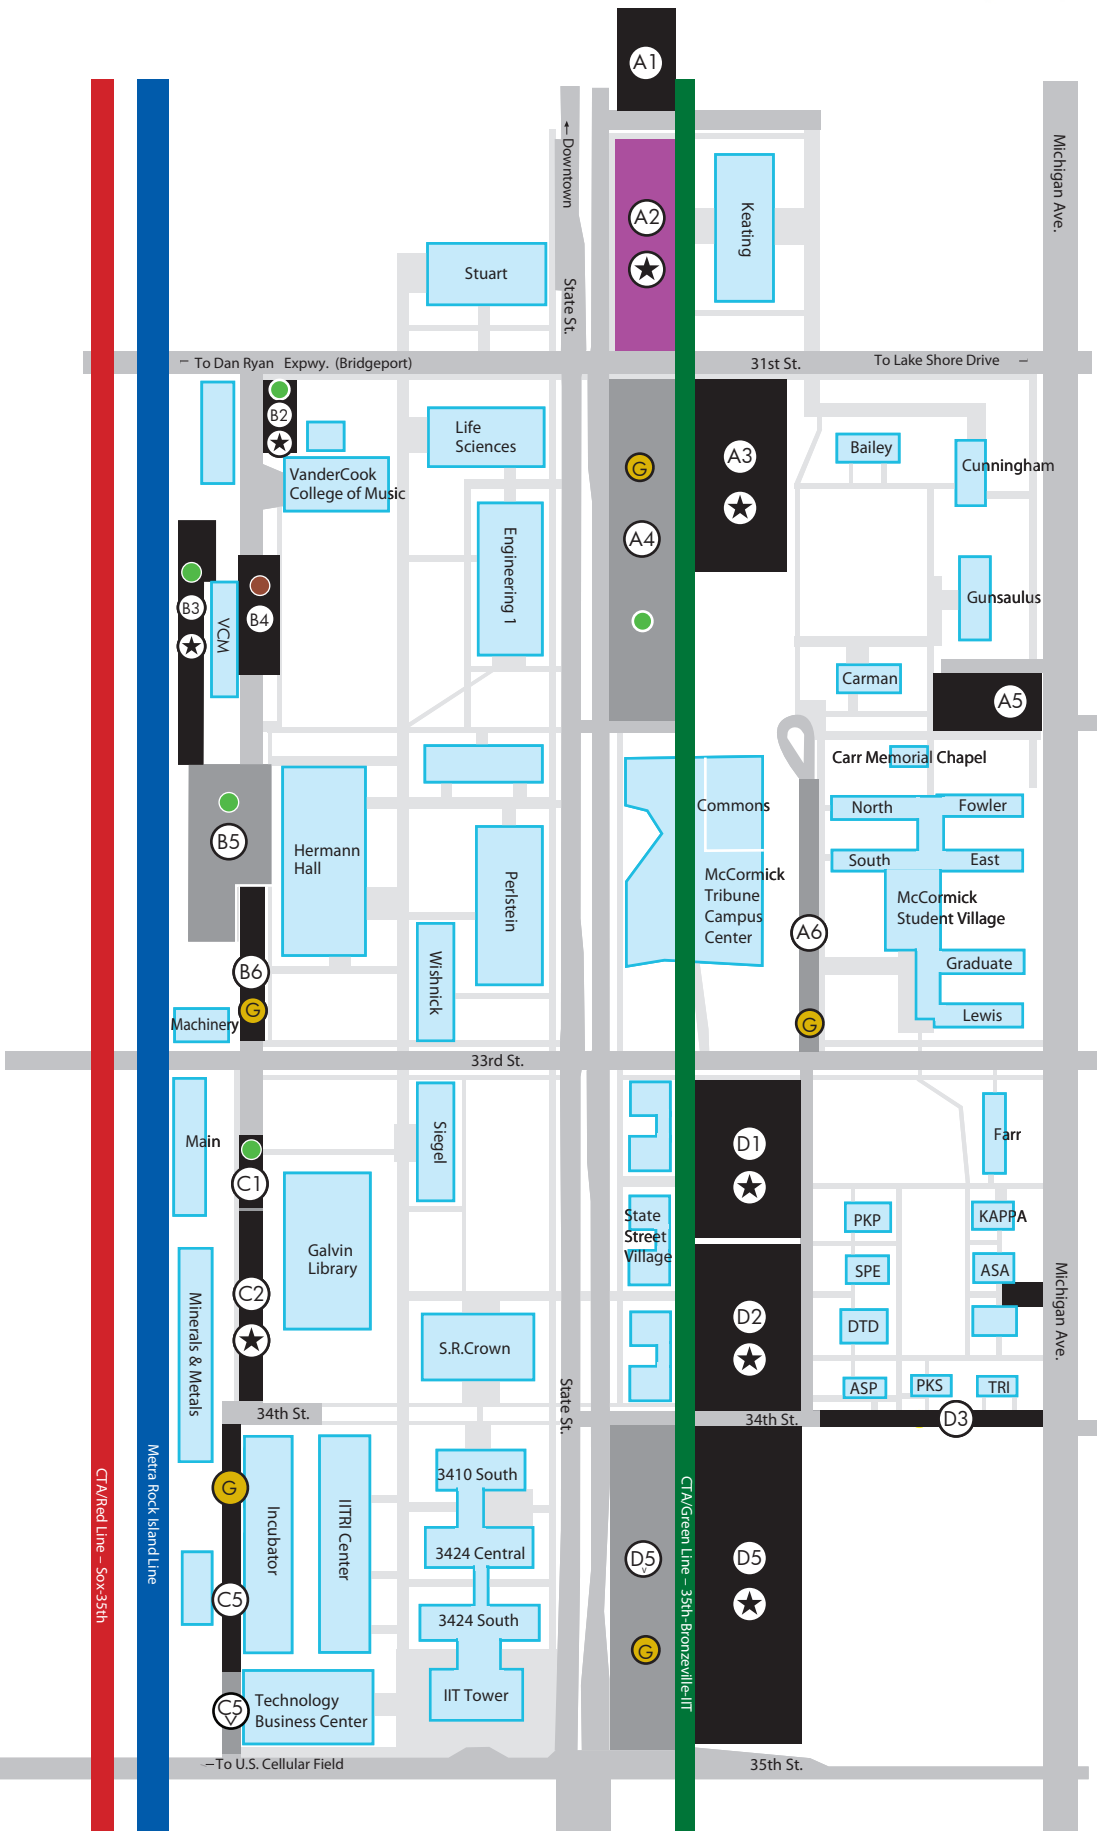 A1
← Downtown
Michigan Ave.
A2
Keating
Stuart
State St.
– To Dan Ryan Expwy. (Bridgeport)
31st St.
To Lake Shore Drive –
B2
Life
Sciences
A3
Bailey
Cunningham
G
VanderCook
College of Music
A4
Engineering 1
B3
VCM
B4
Gunsaulus
Carman
A5
Carr Memorial Chapel
Commons
North
Fowler
B5
Hermann
Hall
South
East
Perlstein
McCormick
Tribune
Campus
Center
McCormick
Student Village
A6
Wishnick
B6
Graduate
G
Machinery
G
Lewis
33rd St.
Main
Siegel
D1
Farr
C1
State
Street
Village
PKP
KAPPA
Galvin
Library
SPE
ASA
C2
Minerals & Metals
D2
DTD
S.R.Crown
Michigan Ave.
ASP
PKS
TRI
34th St.
State St.
34th St.
D3
G
3410 South
Incubator
IITRI Center
CTA/Red Line – Sox-35th
Metra Rock Island Line
CTA/Green Line – 35th-Bronzeville-IIT
3424 Central
D5
V
D5
C5
3424 South
G
IIT Tower
C5
V
Technology
Business Center
–To U.S. Cellular Field
35th St.